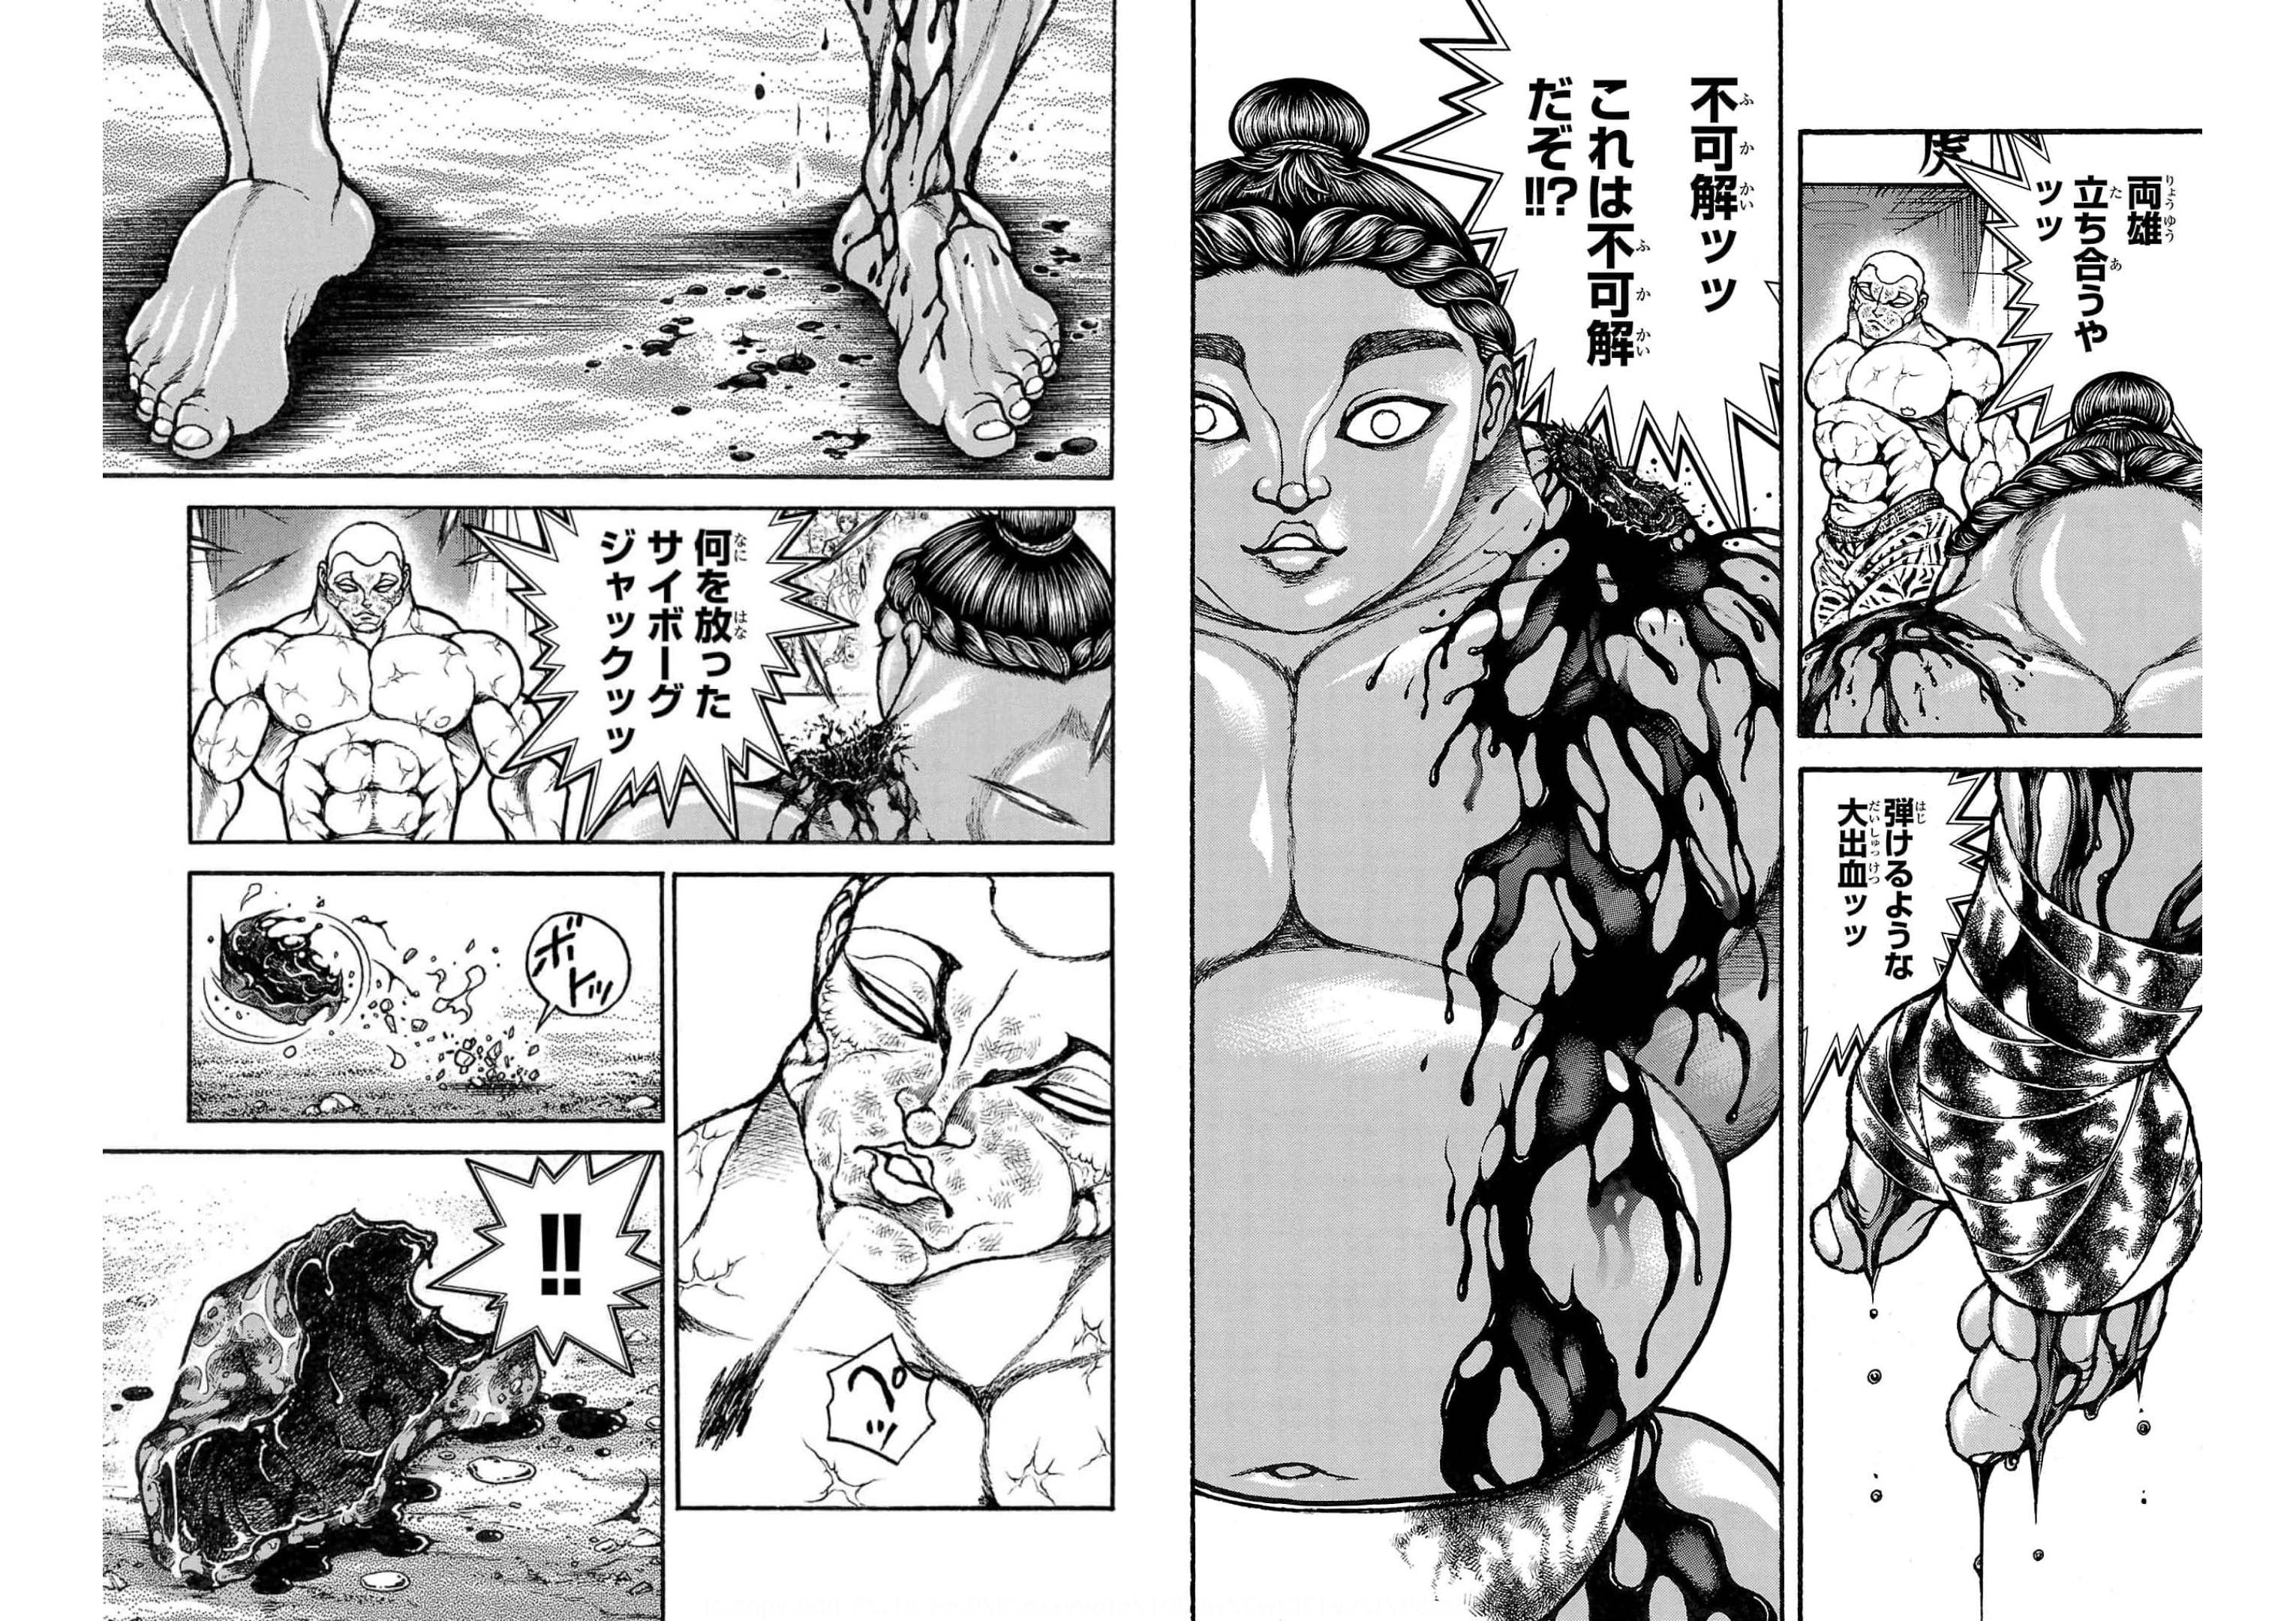 虎
両雄
立ち合うや
ッッ
弾けるような
大出血ッッ
不可解ッッ
これは不可解
だぞ!!?
何を放った
サイボーグ
ジャックッッ
ペッ
ボトッ
!!